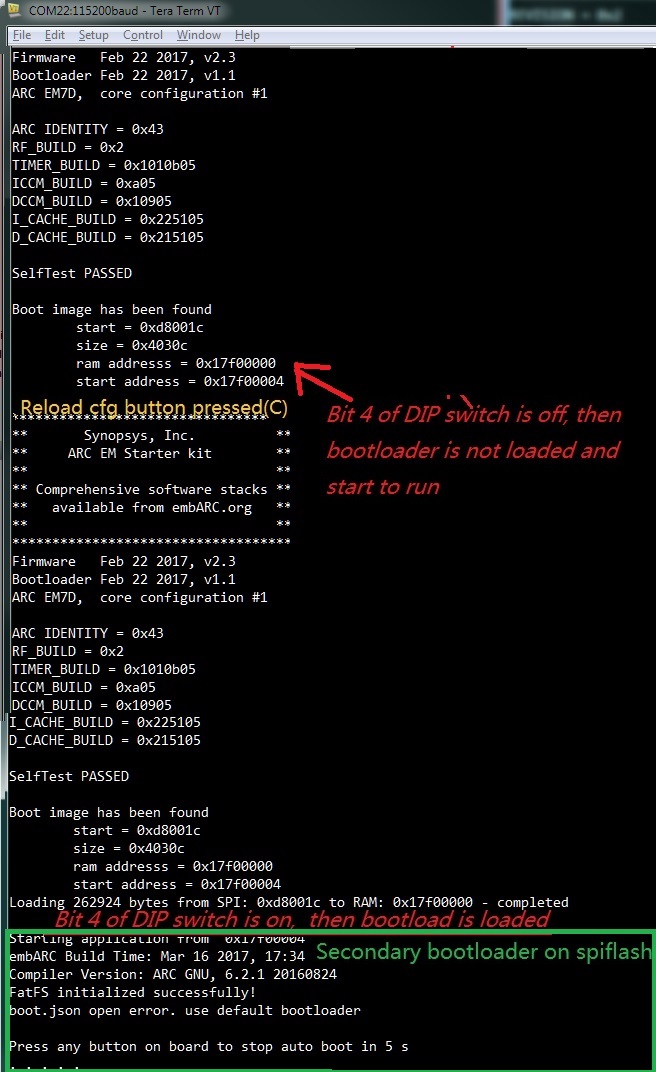 COM22:115200baud - Tera Term VT
File Edit Setup Control Window Help
Firmware Feb 22 2017, v2.3
Bootloader Feb 22 2017, v1.1
ARC EM7D, core configuration #1
ARC IDENTITY = 0x43
RF_BUILD = 0x2
TIMER_BUILD = 0x1010b05
ICCM_BUILD = 0xa05
DCCM_BUILD = 0x10905
I_CACHE_BUILD = 0x225105
D_CACHE_BUILD = 0x215105
SelfTest PASSED
Boot image has been found
start = 0xd8001c
size = 0x4030c
ram addresss = 0x17f00000
start address = 0x17f00004
Bit 4 of DIP switch is off, then
bootloader is not loaded and
start to run
Reload cfg button pressed(C)
** Synopsys, Inc. **
** ARC EM Starter kit **
** **
** Comprehensive software stacks **
** available from embARC.org **
** **
***********************************
Firmware Feb 22 2017, v2.3
Bootloader Feb 22 2017, v1.1
ARC EM7D, core configuration #1
ARC IDENTITY = 0x43
RF_BUILD = 0x2
TIMER_BUILD = 0x1010b05
ICCM_BUILD = 0xa05
DCCM_BUILD = 0x10905
I_CACHE_BUILD = 0x225105
D_CACHE_BUILD = 0x215105
SelfTest PASSED
Boot image has been found
start = 0xd8001c
size = 0x4030c
ram addresss = 0x17f00000
start address = 0x17f00004
Loading 262924 bytes from SPI: 0xd8001c to RAM: 0x17f00000 - completed
Bit 4 of DIP switch is on, then bootload is loaded
Starting application from 0x17f00004
Secondary bootloader on spiflash
embARC Build Time: Mar 16 2017, 17:34
Compiler Version: ARC GNU, 6.2.1 20160824
FatFS initialized successfully!
boot.json open error. use default bootloader
Press any button on board to stop auto boot in 5 s